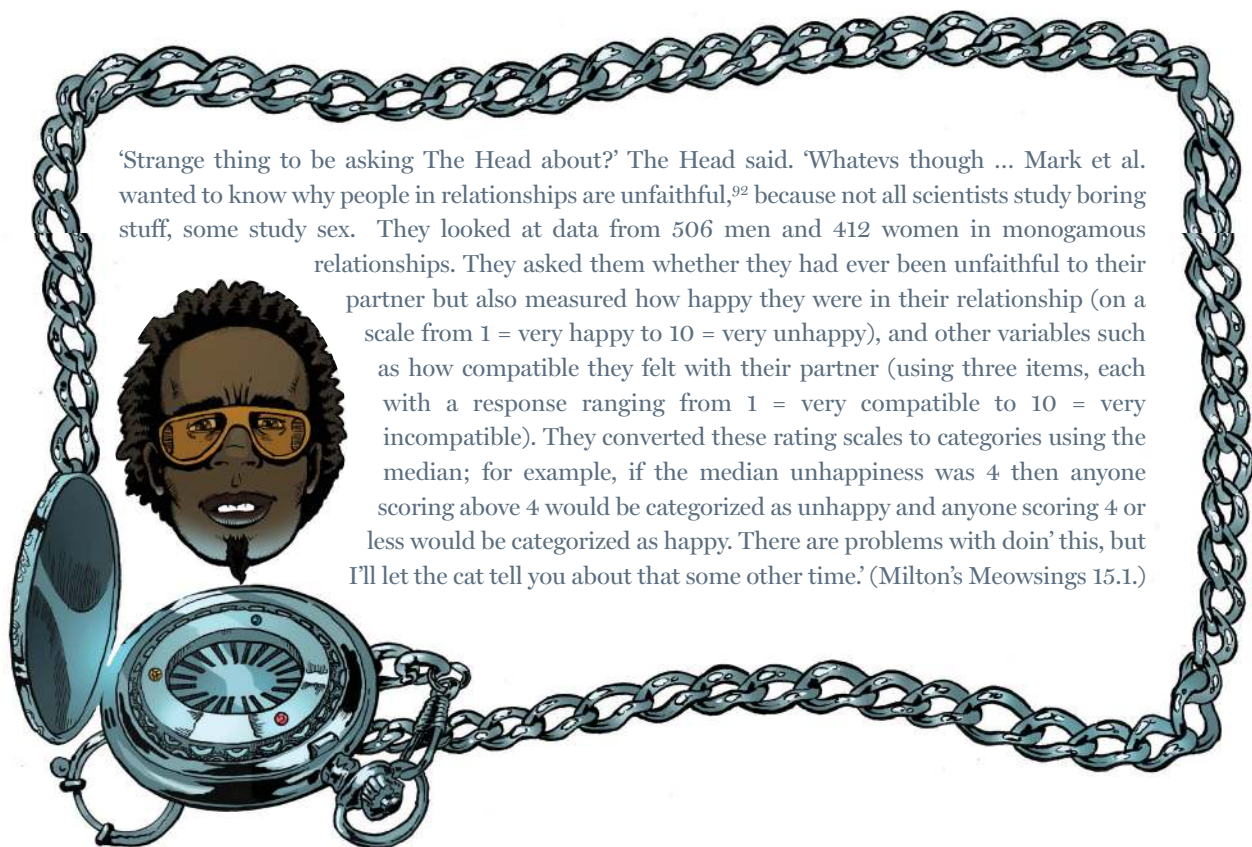 ‘Strange thing to be asking The Head about?’ The Head said. ‘Whatevs though … Mark et al.
wanted to know why people in relationships are unfaithful,⁹² because not all scientists study boring
stuff, some study sex. They looked at data from 506 men and 412 women in monogamous
relationships. They asked them whether they had ever been unfaithful to their
partner but also measured how happy they were in their relationship (on a
scale from 1 = very happy to 10 = very unhappy), and other variables such
as how compatible they felt with their partner (using three items, each
with a response ranging from 1 = very compatible to 10 = very
incompatible). They converted these rating scales to categories using the
median; for example, if the median unhappiness was 4 then anyone
scoring above 4 would be categorized as unhappy and anyone scoring 4 or
less would be categorized as happy. There are problems with doin’ this, but
I’ll let the cat tell you about that some other time.’ (Milton’s Meowsings 15.1.)